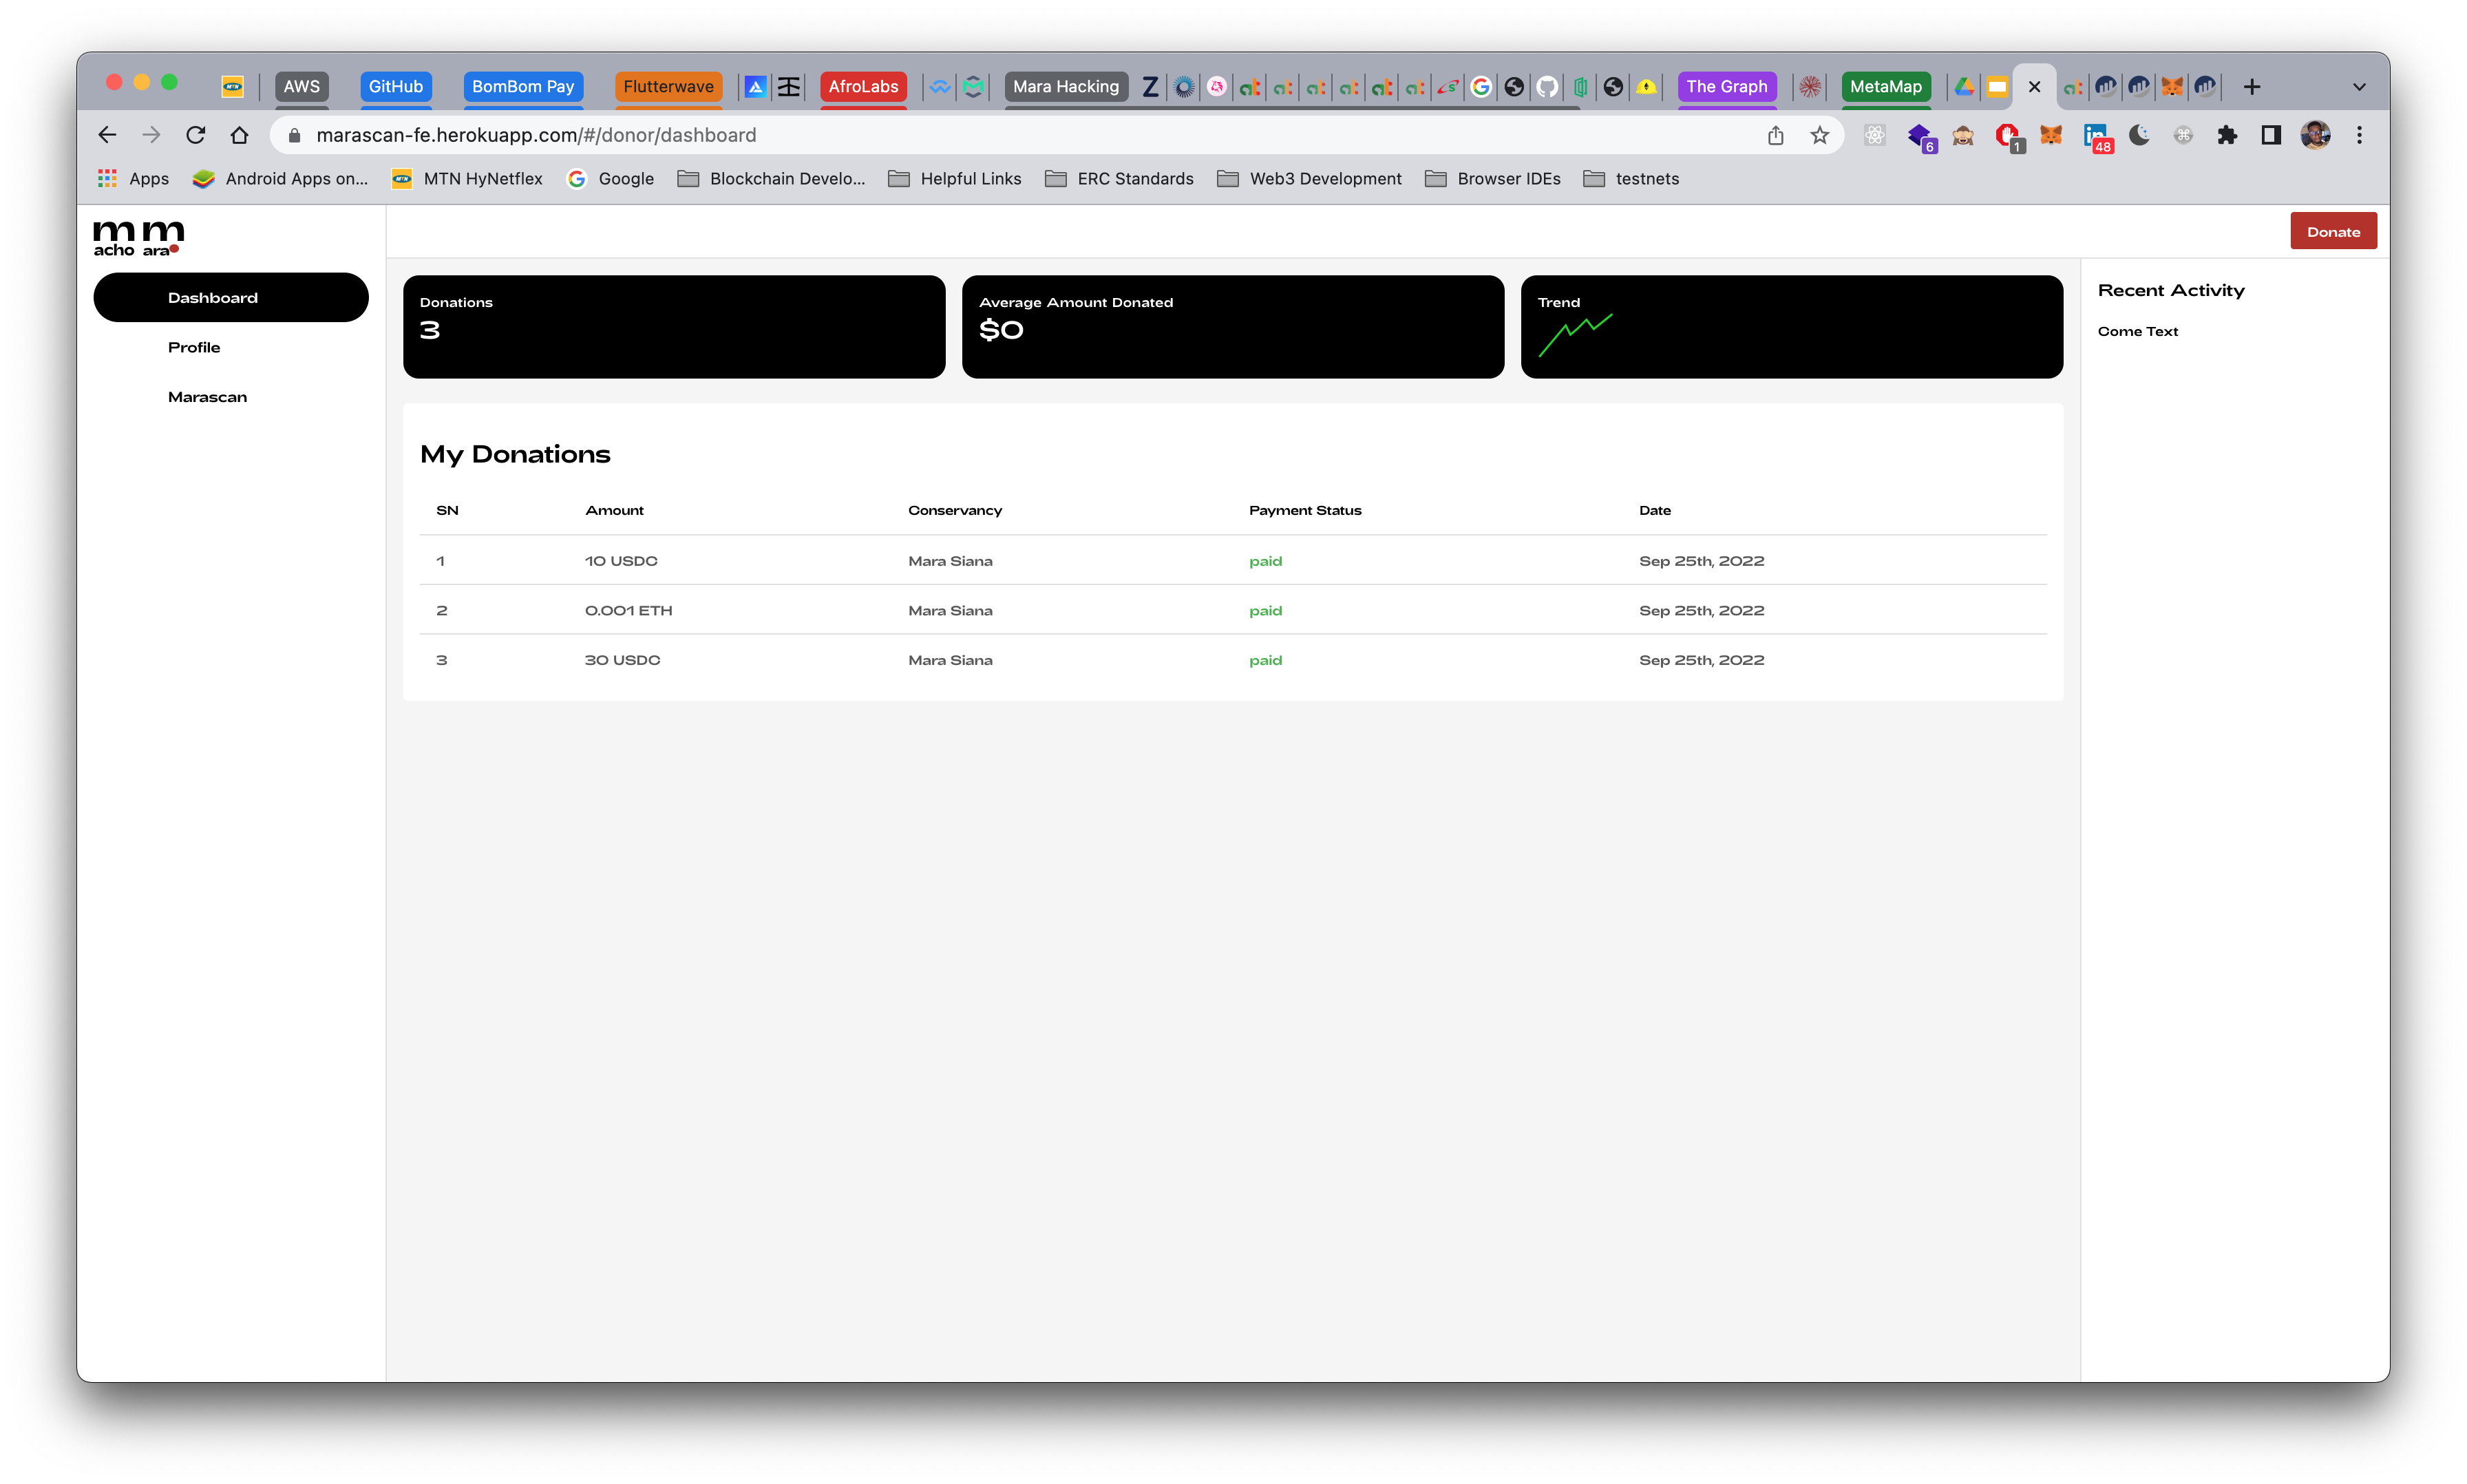 AWS GitHub BomBom Pay Flutterwave AfroLabs Mara Hacking The Graph MetaMap
marascan-fe.herokuapp.com/#/donor/dashboard
6 1 48
Apps Android Apps on... MTN HyNetflex Google Blockchain Develo... Helpful Links ERC Standards Web3 Development Browser IDEs testnets
m m
acho ara
Donate
Dashboard
Profile
Marascan
Donations
3
Average Amount Donated
$0
Trend
Recent Activity
Come Text
My Donations
SN Amount Conservancy Payment Status Date
1 10 USDC Mara Siana paid Sep 25th, 2022
2 0.001 ETH Mara Siana paid Sep 25th, 2022
3 30 USDC Mara Siana paid Sep 25th, 2022